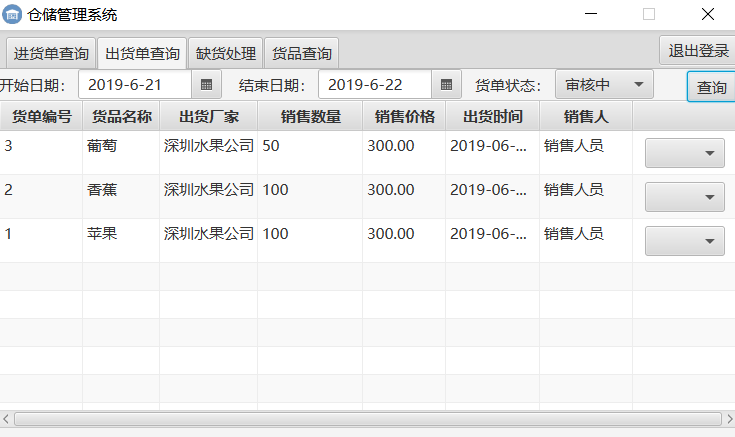 仓储管理系统
进货单查询 出货单查询 缺货处理 货品查询 退出登录
开始日期: 2019-6-21 结束日期: 2019-6-22 货单状态: 审核中 查询
货单编号 货品名称 出货厂家 销售数量 销售价格 出货时间 销售人
3 葡萄 深圳水果公司 50 300.00 2019-06-... 销售人员
2 香蕉 深圳水果公司 100 300.00 2019-06-... 销售人员
1 苹果 深圳水果公司 100 300.00 2019-06-... 销售人员